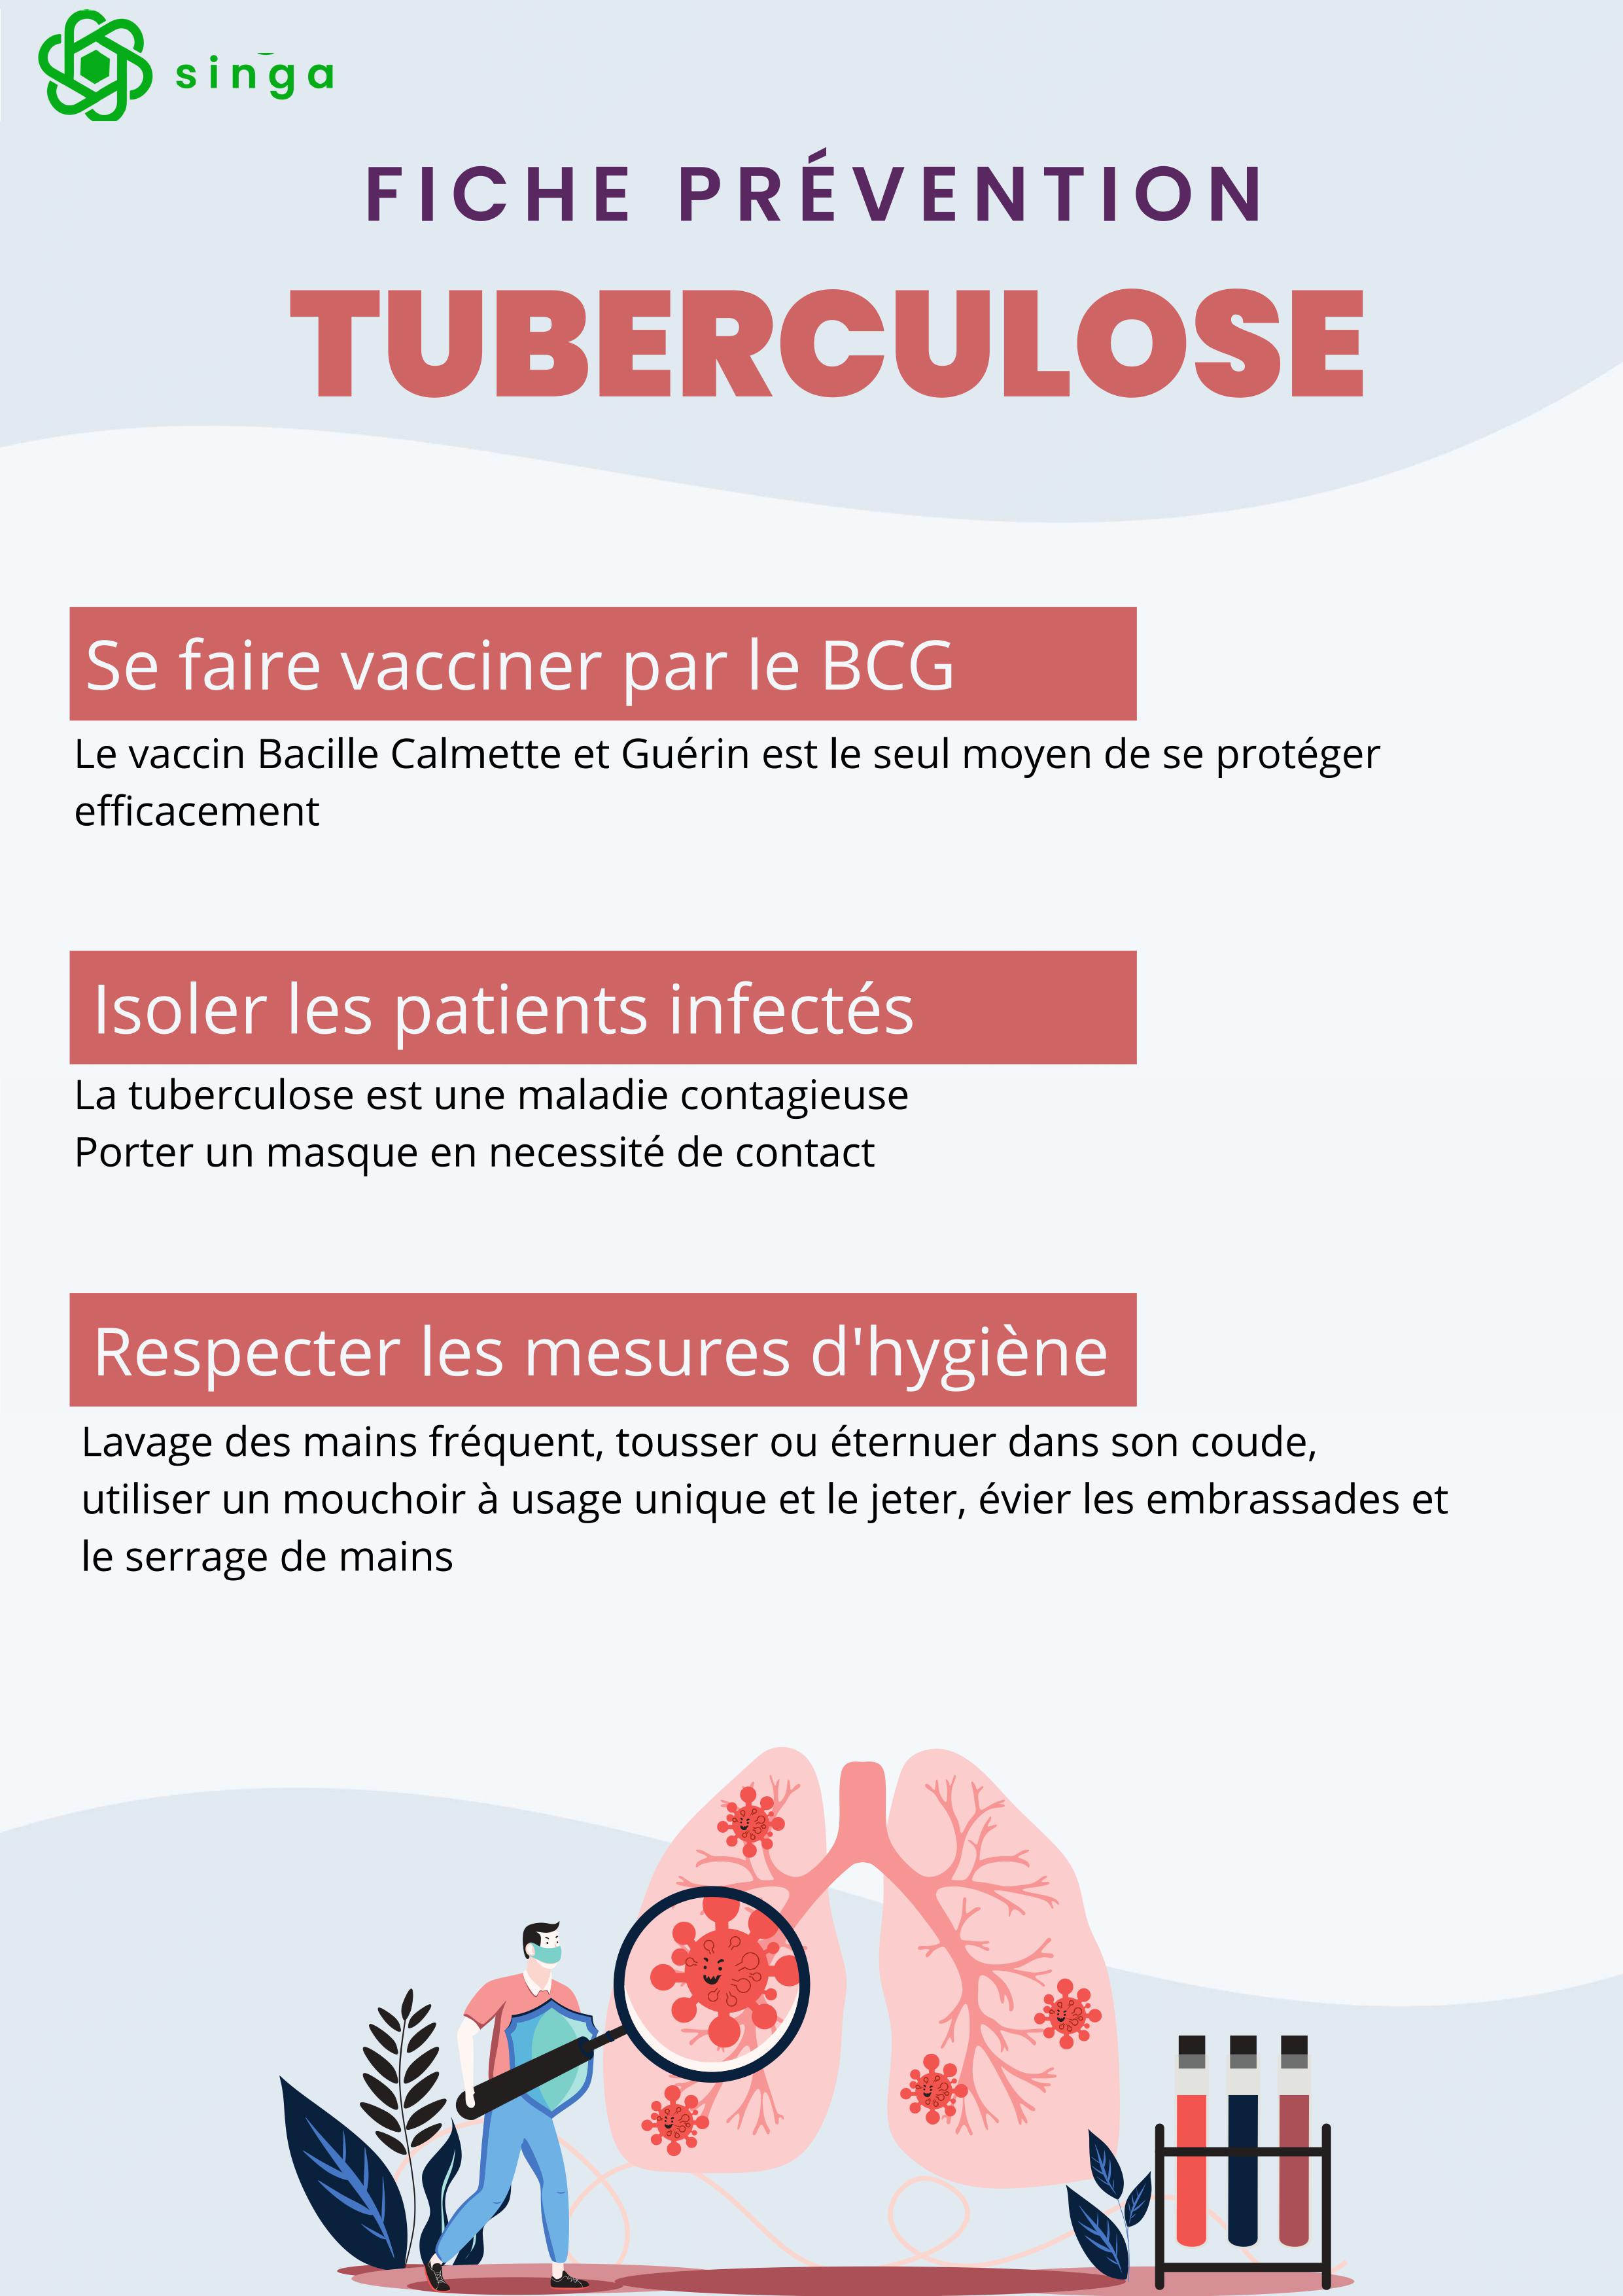 singa
FICHE PRÉVENTION
TUBERCULOSE
Se faire vacciner par le BCG
Le vaccin Bacille Calmette et Guérin est le seul moyen de se protéger
efficacement
Isoler les patients infectés
La tuberculose est une maladie contagieuse
Porter un masque en necessité de contact
Respecter les mesures d'hygiène
Lavage des mains fréquent, tousser ou éternuer dans son coude,
utiliser un mouchoir à usage unique et le jeter, évier les embrassades et
le serrage de mains